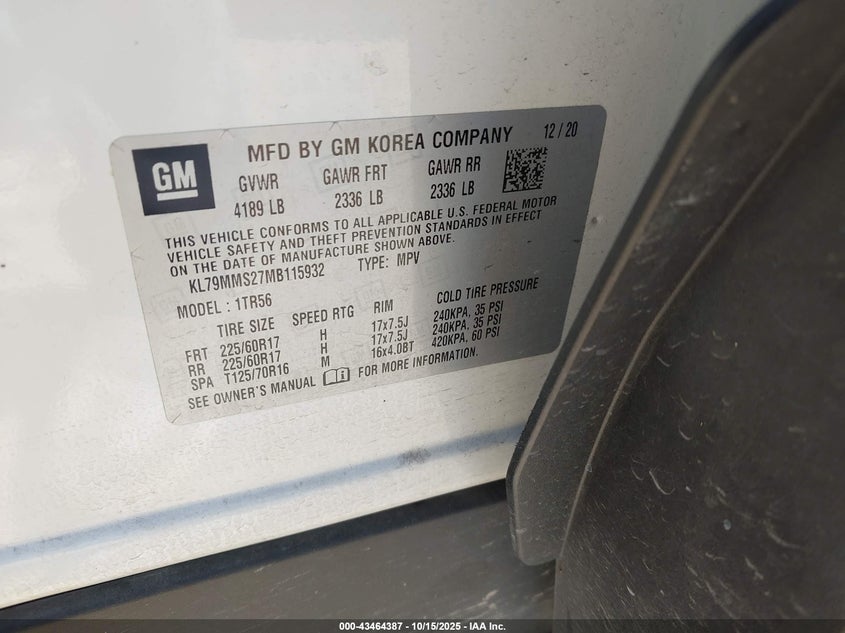 GM
MFD BY GM KOREA COMPANY 12 / 20
GVWR GAWR FRT GAWR RR
4189 LB 2336 LB 2336 LB
THIS VEHICLE CONFORMS TO ALL APPLICABLE U.S. FEDERAL MOTOR
VEHICLE SAFETY AND THEFT PREVENTION STANDARDS IN EFFECT
ON THE DATE OF MANUFACTURE SHOWN ABOVE.
KL79MMS27MB115932 TYPE: MPV
MODEL : 1TR56
TIRE SIZE SPEED RTG RIM COLD TIRE PRESSURE
FRT 225/60R17 H 17x7.5J 240KPA, 35 PSI
RR 225/60R17 H 17x7.5J 240KPA, 35 PSI
SPA T125/70R16 M 16x4.0BT 420KPA, 60 PSI
SEE OWNER'S MANUAL FOR MORE INFORMATION.
000-43464387 - 10/15/2025 - IAA Inc.